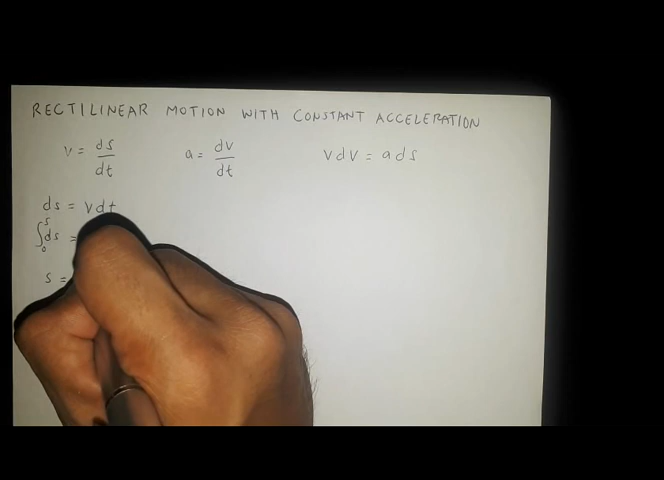 RECTILINEAR MOTION WITH CONSTANT ACCELERATION
v = ds/dt a = dv/dt vdv = ads
ds = vdt
∫₀ˢ ds =
s =